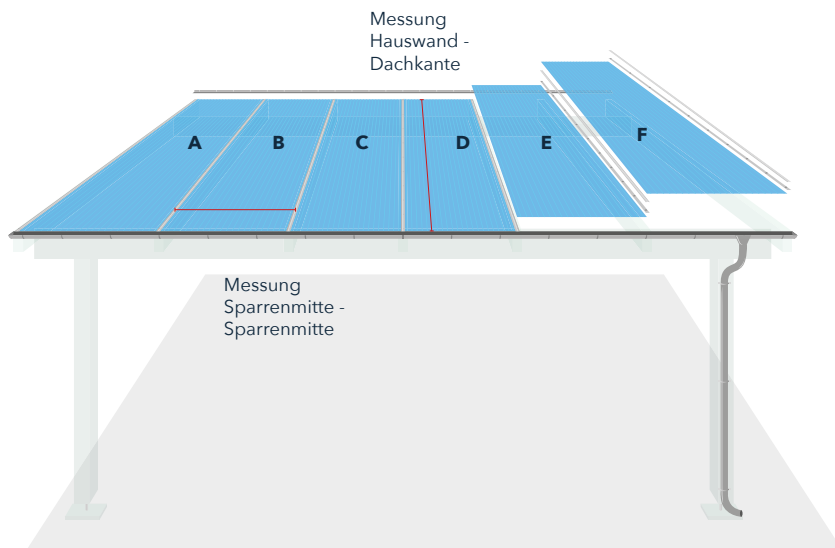 Messung
Hauswand -
Dachkante
A
B
C
D
E
F
Messung
Sparrenmitte -
Sparrenmitte